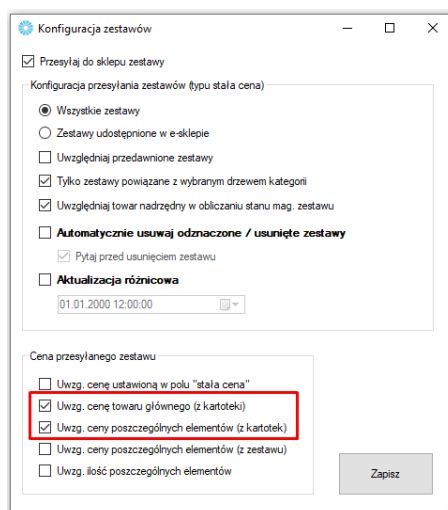 Konfiguracja zestawów
Przesyłaj do sklepu zestawy
Konfiguracja przesyłania zestawów (typu stała cena)
Wszystkie zestawy
Zestawy udostępnione w e-sklepie
Uwzględniaj przedawnione zestawy
Tylko zestawy powiązane z wybranym drzewem kategorii
Uwzględniaj towar nadrzędny w obliczaniu stanu mag. zestawu
Automatycznie usuwaj odznaczone / usunięte zestawy
Pytaj przed usunięciem zestawu
Aktualizacja różnicowa
01.01.2000 12:00:00
Cena przesyłanego zestawu
Uwzg. cenę ustawioną w polu "stała cena"
Uwzg. cenę towaru głównego (z kartoteki)
Uwzg. ceny poszczególnych elementów (z kartotek)
Uwzg. ceny poszczególnych elementów (z zestawu)
Uwzg. ilość poszczególnych elementów
Zapisz